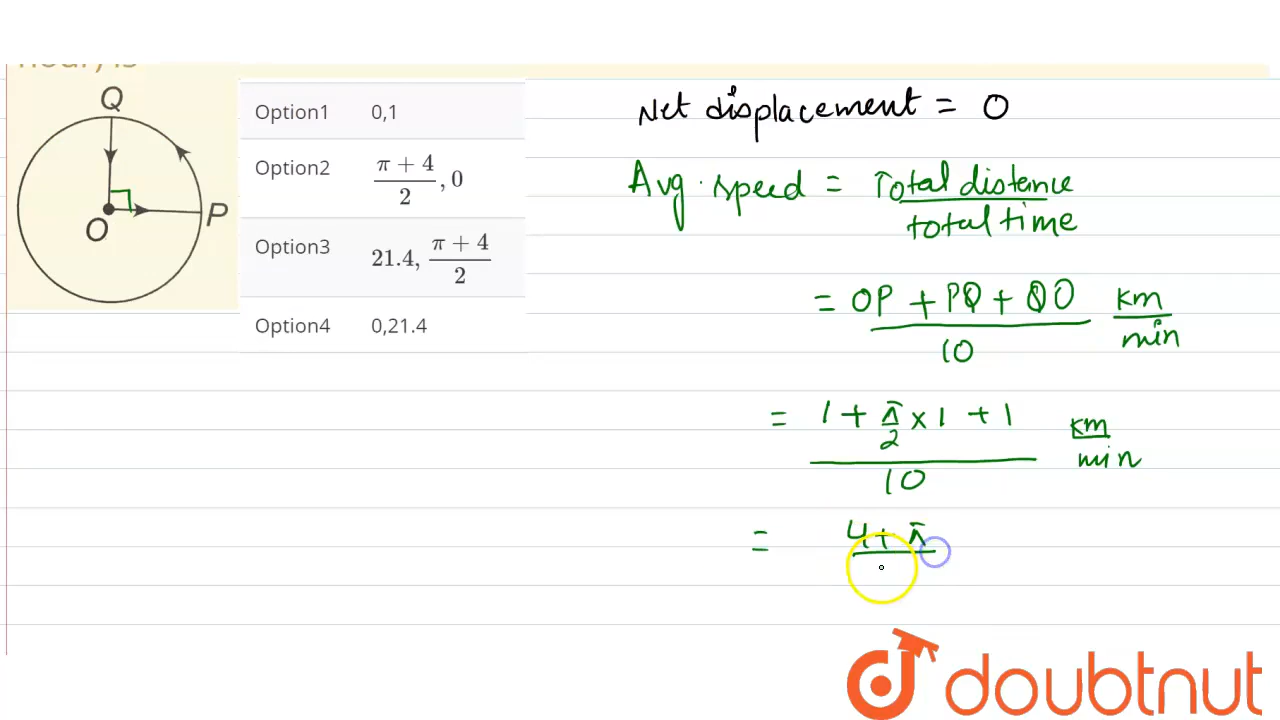 Q
O
P
Option1 0,1
Option2 π + 4 / 2 , 0
Option3 21.4, π + 4 / 2
Option4 0,21.4
Net displacement = 0
Avg. speed = Total distance / total time
= OP + PQ + QO / 10 km / min
= 1 + π/2 × 1 + 1 / 10 km / min
= 4 + π
doubtnut